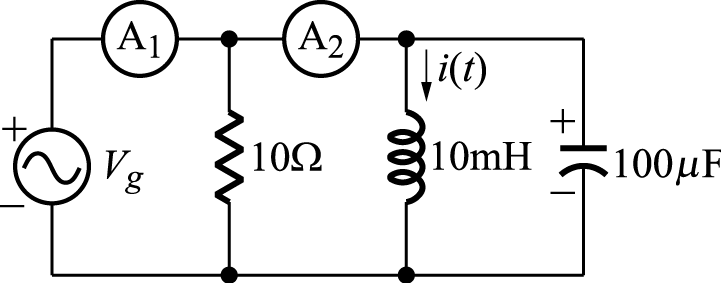 A1
A2
i(t)
+
Vg
−
10Ω
10mH
+
−
100μF